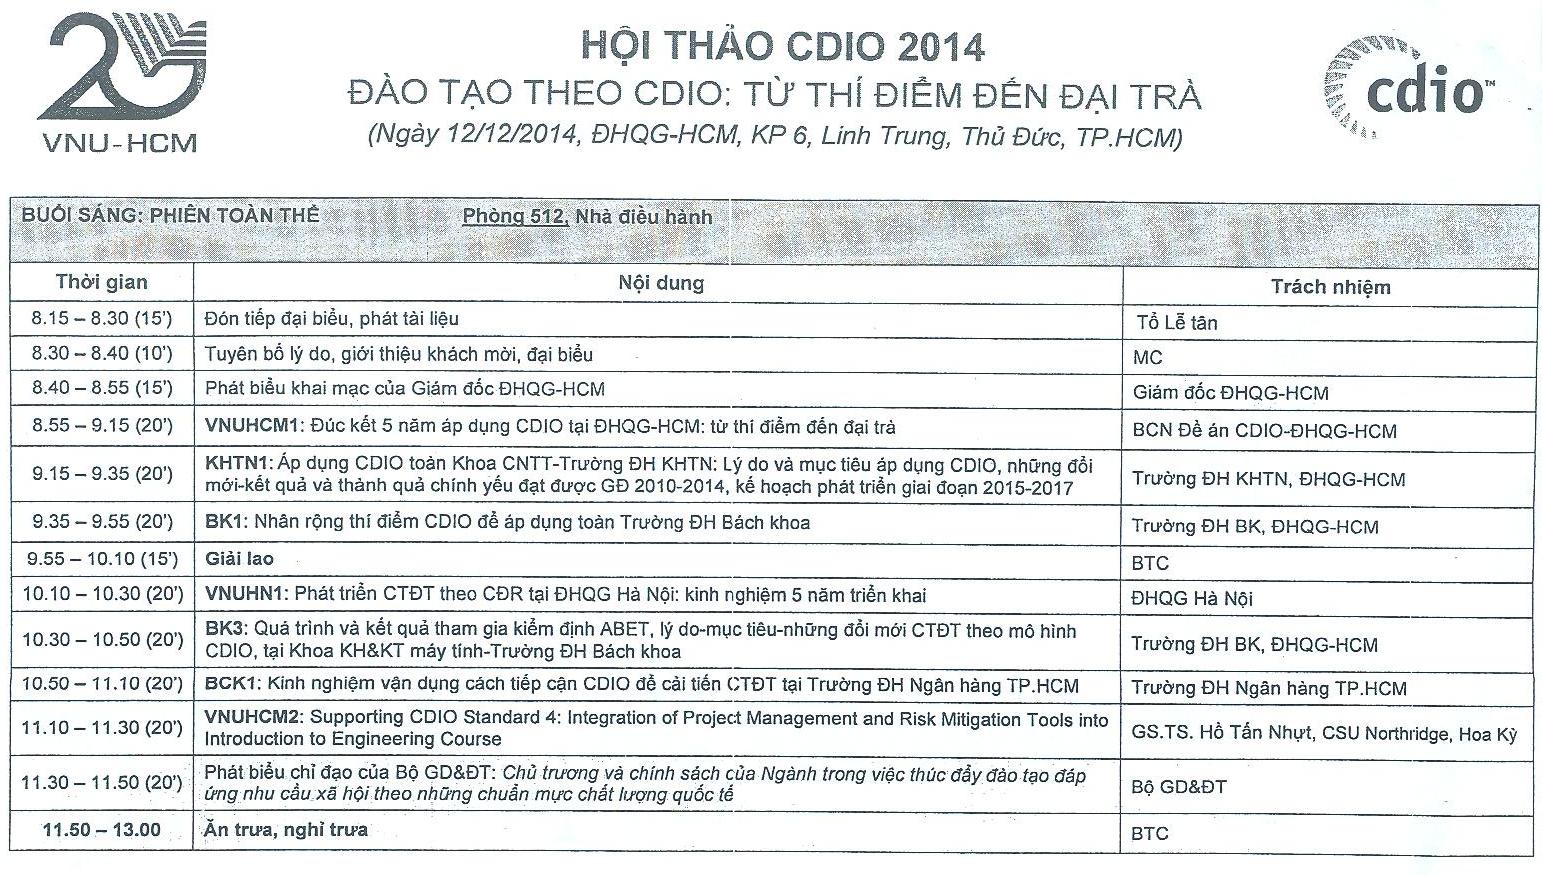 20
VNU-HCM
HỘI THẢO CDIO 2014
ĐÀO TẠO THEO CDIO: TỪ THÍ ĐIỂM ĐẾN ĐẠI TRÀ
(Ngày 12/12/2014, ĐHQG-HCM, KP 6, Linh Trung, Thủ Đức, TP.HCM)
cdio™
BUỔI SÁNG: PHIÊN TOÀN THỂ Phòng 512, Nhà điều hành
Thời gian Nội dung Trách nhiệm
8.15 – 8.30 (15') Đón tiếp đại biểu, phát tài liệu Tổ Lễ tân
8.30 – 8.40 (10') Tuyên bố lý do, giới thiệu khách mời, đại biểu MC
8.40 – 8.55 (15') Phát biểu khai mạc của Giám đốc ĐHQG-HCM Giám đốc ĐHQG-HCM
8.55 – 9.15 (20') VNUHCM1: Đúc kết 5 năm áp dụng CDIO tại ĐHQG-HCM: từ thí điểm đến đại trà BCN Đề án CDIO-ĐHQG-HCM
9.15 – 9.35 (20') KHTN1: Áp dụng CDIO toàn Khoa CNTT-Trường ĐH KHTN: Lý do và mục tiêu áp dụng CDIO, những đổi
mới-kết quả và thành quả chính yếu đạt được GĐ 2010-2014, kế hoạch phát triển giai đoạn 2015-2017 Trường ĐH KHTN, ĐHQG-HCM
9.35 – 9.55 (20') BK1: Nhân rộng thí điểm CDIO để áp dụng toàn Trường ĐH Bách khoa Trường ĐH BK, ĐHQG-HCM
9.55 – 10.10 (15') Giải lao BTC
10.10 – 10.30 (20') VNUHN1: Phát triển CTĐT theo CĐR tại ĐHQG Hà Nội: kinh nghiệm 5 năm triển khai ĐHQG Hà Nội
10.30 – 10.50 (20') BK3: Quá trình và kết quả tham gia kiểm định ABET, lý do-mục tiêu-những đổi mới CTĐT theo mô hình
CDIO, tại Khoa KH&KT máy tính-Trường ĐH Bách khoa Trường ĐH BK, ĐHQG-HCM
10.50 – 11.10 (20') BCK1: Kinh nghiệm vận dụng cách tiếp cận CDIO để cải tiến CTĐT tại Trường ĐH Ngân hàng TP.HCM Trường ĐH Ngân hàng TP.HCM
11.10 – 11.30 (20') VNUHCM2: Supporting CDIO Standard 4: Integration of Project Management and Risk Mitigation Tools into
Introduction to Engineering Course GS.TS. Hồ Tấn Nhựt, CSU Northridge, Hoa Kỳ
11.30 – 11.50 (20') Phát biểu chỉ đạo của Bộ GD&ĐT: Chủ trương và chính sách của Ngành trong việc thúc đẩy đào tạo đáp
ứng nhu cầu xã hội theo những chuẩn mực chất lượng quốc tế Bộ GD&ĐT
11.50 – 13.00 Ăn trưa, nghỉ trưa BTC